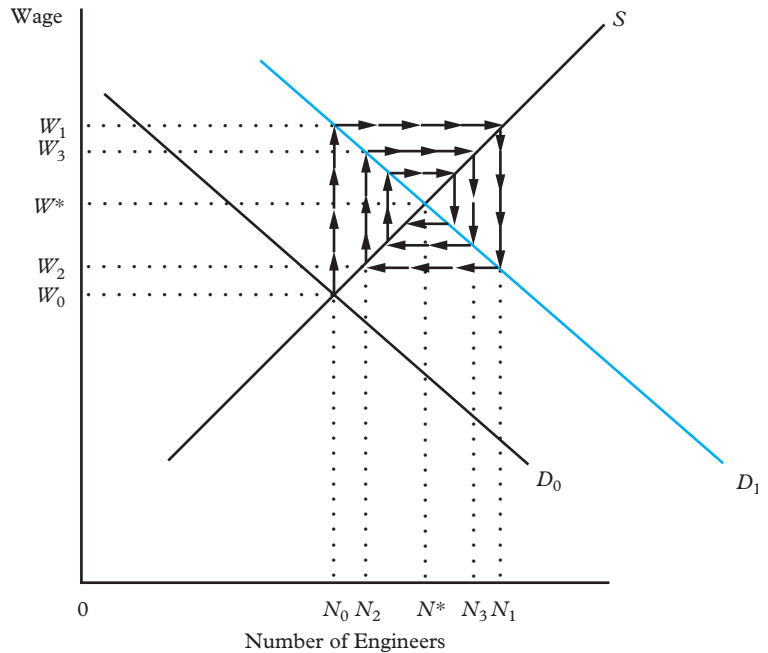 Wage
S
W₁
W₃
W*
W₂
W₀
D₀
D₁
0
N₀ N₂ N* N₃ N₁
Number of Engineers